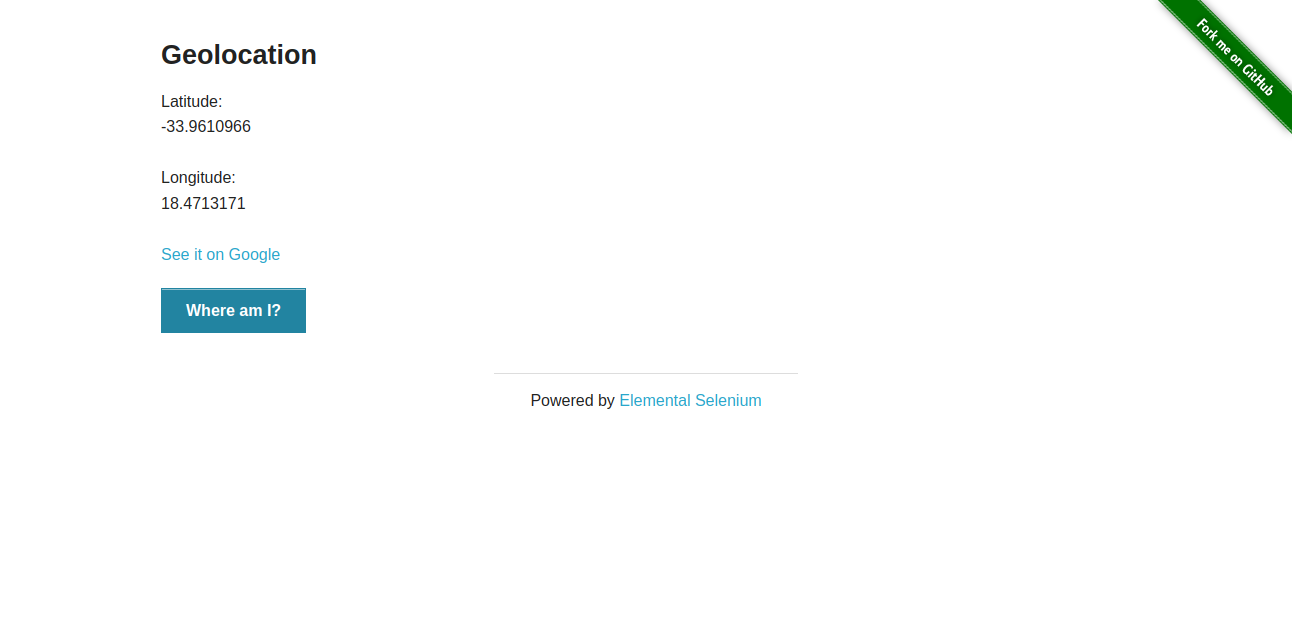 Geolocation
Fork me on GitHub
Latitude:
-33.9610966
Longitude:
18.4713171
See it on Google
Where am I?
Powered by Elemental Selenium